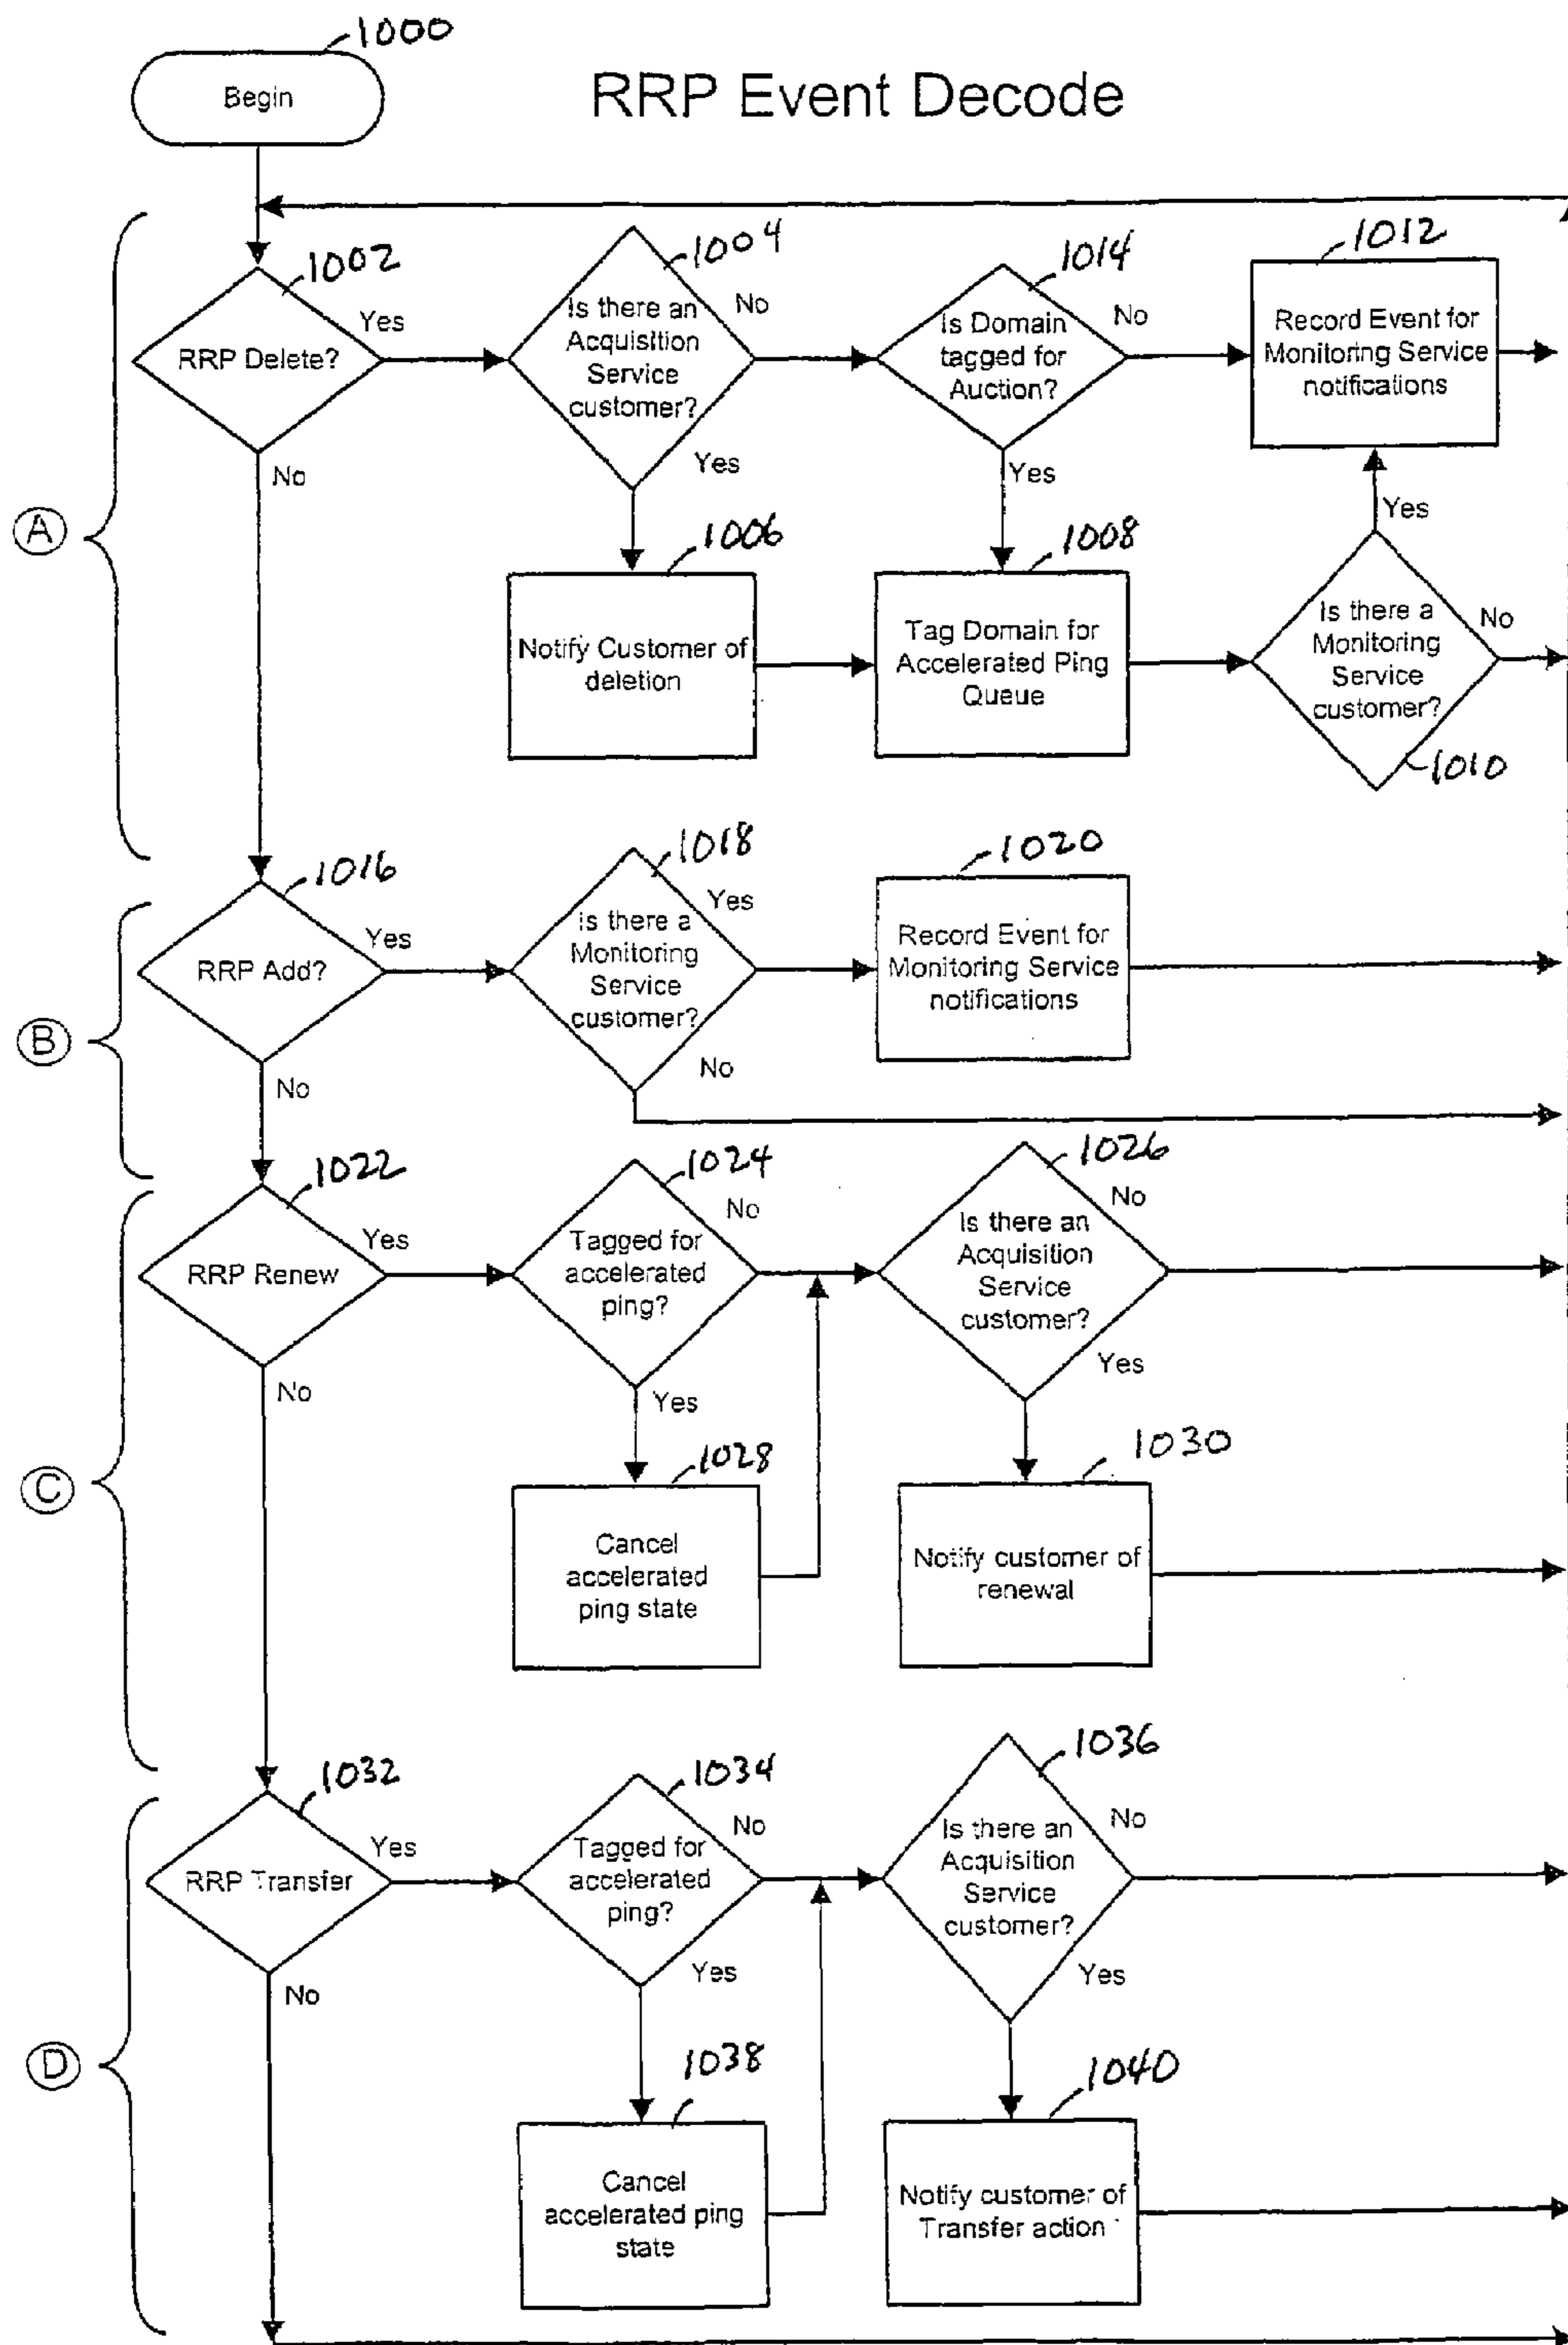 1000
Begin
RRP Event Decode
1002
1004
1014
1012
RRP Delete?
Yes
No
Is there an
Acquisition
Service
customer?
No
Yes
Is Domain
tagged for
Auction?
No
Yes
Record Event for
Monitoring Service
notifications
A
1006
Notify Customer of
deletion
1008
Tag Domain for
Accelerated Ping
Queue
Yes
Is there a
Monitoring
Service
customer?
No
1010
1016
RRP Add?
Yes
No
1018
Is there a
Monitoring
Service
customer?
Yes
No
1020
Record Event for
Monitoring Service
notifications
B
1022
RRP Renew
Yes
No
1024
Tagged for
accelerated
ping?
No
Yes
1026
Is there an
Acquisition
Service
customer?
No
Yes
C
1028
Cancel
accelerated
ping state
1030
Notify customer of
renewal
1032
RRP Transfer
Yes
No
1034
Tagged for
accelerated
ping?
No
Yes
1036
Is there an
Acquisition
Service
customer?
No
Yes
D
1038
Cancel
accelerated ping
state
1040
Notify customer of
Transfer action